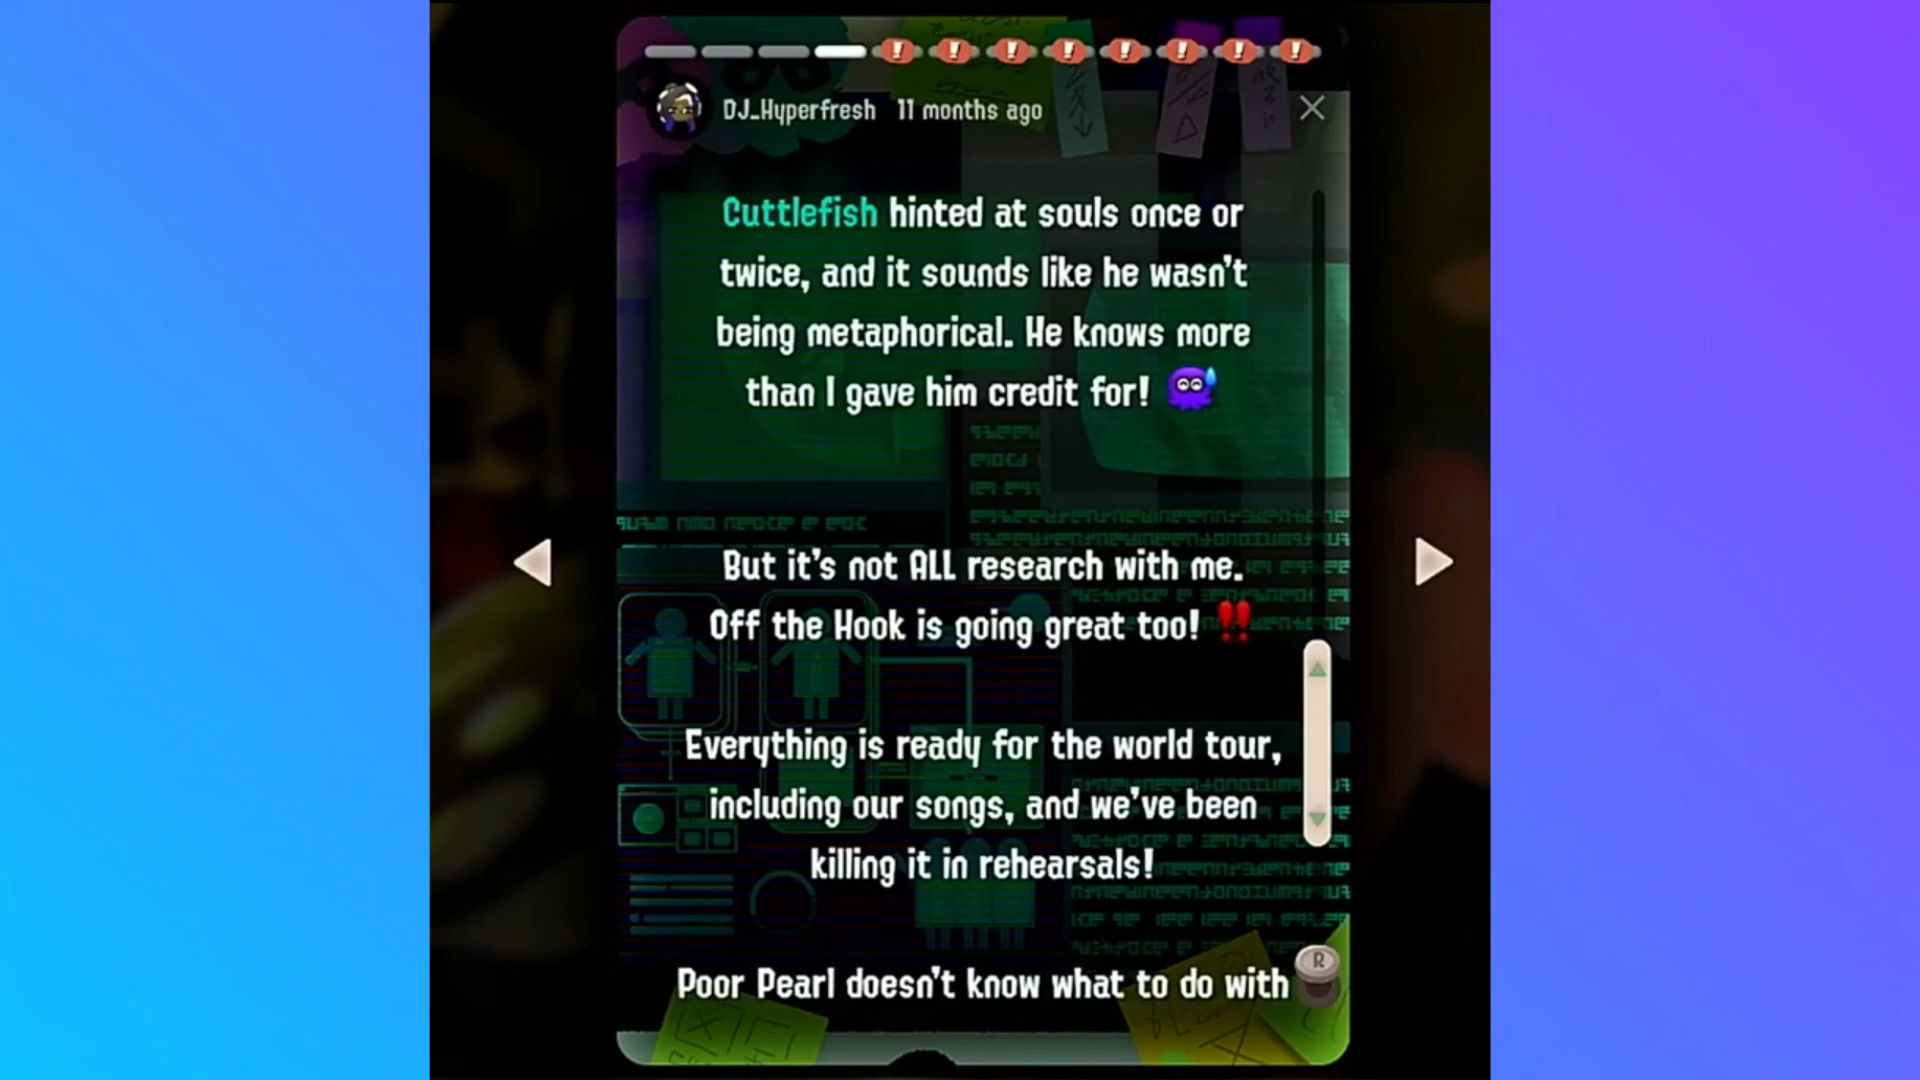 DJ_Hyperfresh 11 months ago
Cuttlefish hinted at souls once or
twice, and it sounds like he wasn't
being metaphorical. He knows more
than I gave him credit for!
But it's not ALL research with me.
Off the Hook is going great too! ‼
Everything is ready for the world tour,
including our songs, and we've been
killing it in rehearsals!
Poor Pearl doesn't know what to do with
R